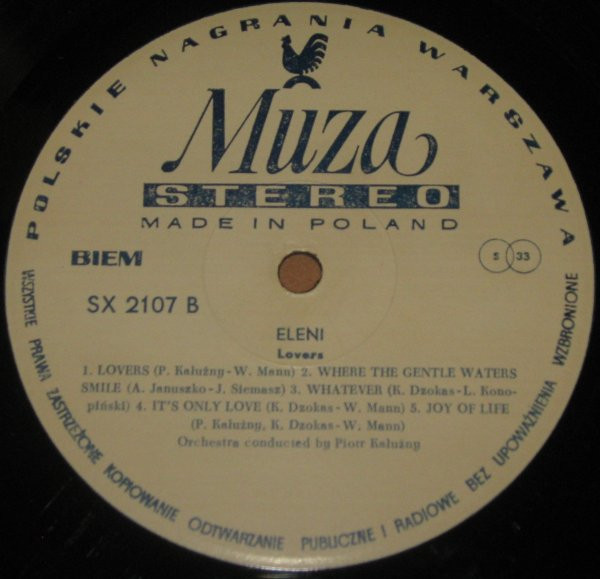 POLSKIE NAGRANIA WARSZAWA
Muza
STEREO
MADE IN POLAND
BIEM
S 33
SX 2107 B
ELENI
Lovers
1. LOVERS (P. Kałużny - W. Mann) 2. WHERE THE GENTLE WATERS
SMILE (A. Januszko - J. Siemasz) 3. WHATEVER (K. Dzokas - L. Kono-
piński) 4. IT'S ONLY LOVE (K. Dzokas - W. Mann) 5. JOY OF LIFE
(P. Kałużny, K. Dzokas - W. Mann)
Orchestra conducted by Piotr Kałużny
WSZYSTKIE PRAWA ZASTRZEŻONE KOPIOWANIE ODTWARZANIE PUBLICZNE I RADIOWE BEZ UPOWAŻNIENIA WZBRONIONE